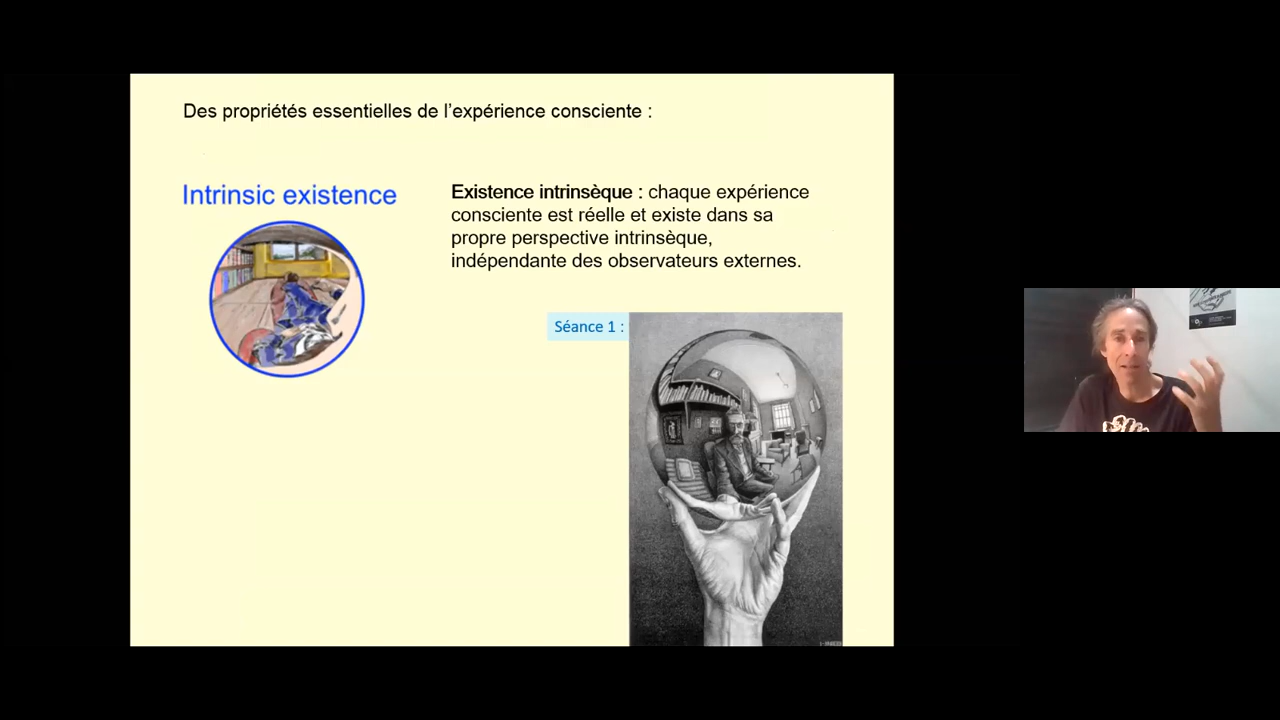 Des propriétés essentielles de l'expérience consciente :
Intrinsic existence
Existence intrinsèque : chaque expérience
consciente est réelle et existe dans sa
propre perspective intrinsèque,
indépendante des observateurs externes.
Séance 1 :